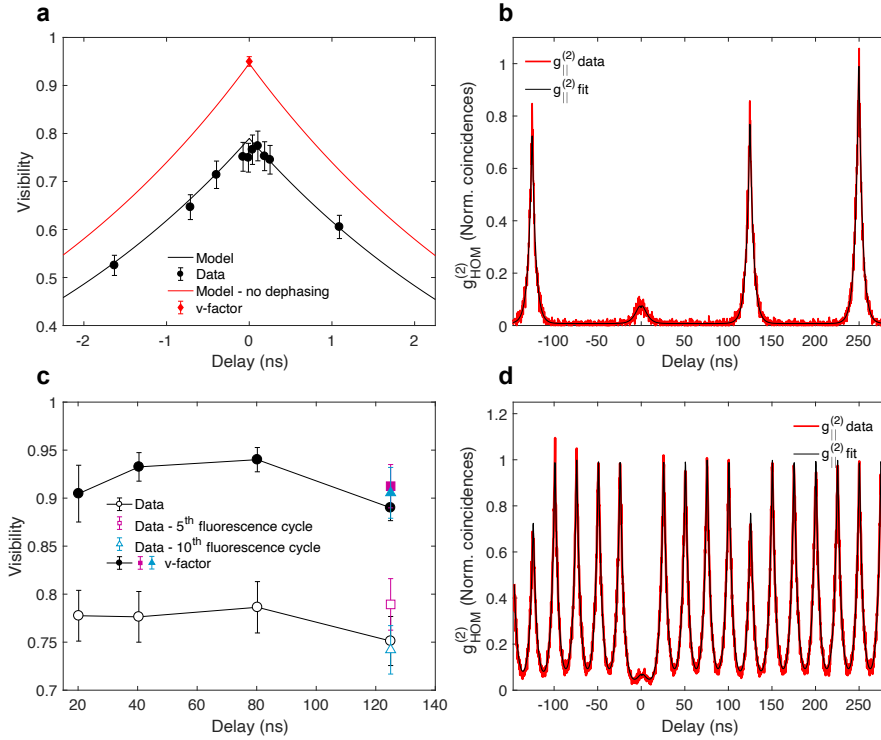 a
Visibility
1
0.9
0.8
0.7
0.6
0.5
0.4
-2
-1
0
1
2
Delay (ns)
Model
Data
Model - no dephasing
v-factor
b
g(2)HOM (Norm. coincidences)
1
0.8
0.6
0.4
0.2
0
-100
-50
0
50
100
150
200
250
Delay (ns)
g(2)|| data
g(2)|| fit
c
Visibility
1
0.95
0.9
0.85
0.8
0.75
0.7
20
40
60
80
100
120
140
Delay (ns)
Data
Data - 5th fluorescence cycle
Data - 10th fluorescence cycle
v-factor
d
g(2)HOM (Norm. coincidences)
1.2
1
0.8
0.6
0.4
0.2
0
-100
-50
0
50
100
150
200
250
Delay (ns)
g(2)|| data
g(2)|| fit